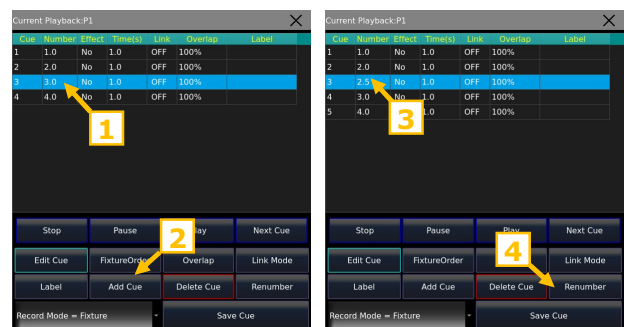 Current Playback:P1
Cue Number Effect Time(s) Link Overlap Label
1 1.0 No 1.0 OFF 100%
2 2.0 No 1.0 OFF 100%
3 3.0 No 1.0 OFF 100%
4 4.0 No 1.0 OFF 100%
1
2
Stop Pause Play Next Cue
Edit Cue FixtureOrder Overlap Link Mode
Label Add Cue Delete Cue Renumber
Record Mode = Fixture Save Cue
Current Playback:P1
Cue Number Effect Time(s) Link Overlap Label
1 1.0 No 1.0 OFF 100%
2 2.0 No 1.0 OFF 100%
3 2.5 No 1.0 OFF 100%
4 3.0 No 1.0 OFF 100%
5 4.0 No 1.0 OFF 100%
3
Stop Pause Play Next Cue
4
Edit Cue FixtureOrder Link Mode
Label Add Cue Delete Cue Renumber
Record Mode = Fixture Save Cue